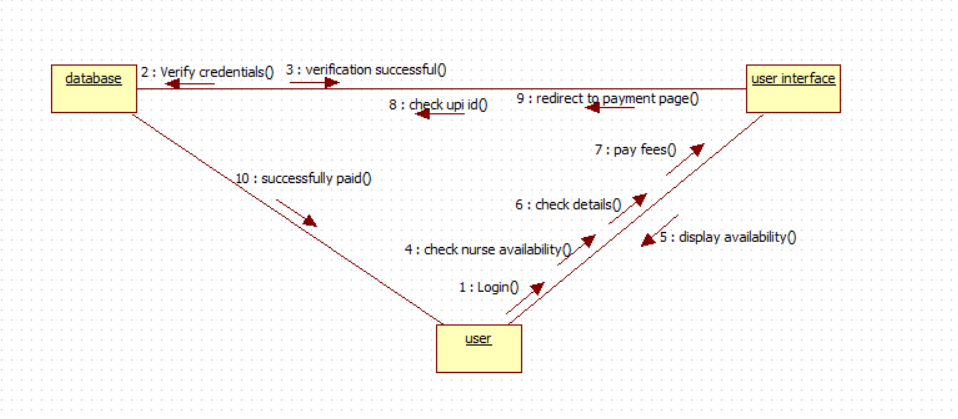 database
2 : Verify credentials()
3 : verification successful()
user interface
8 : check upi id()
9 : redirect to payment page()
7 : pay fees()
10 : successfully paid()
6 : check details()
5 : display availability()
4 : check nurse availability()
1 : Login()
user